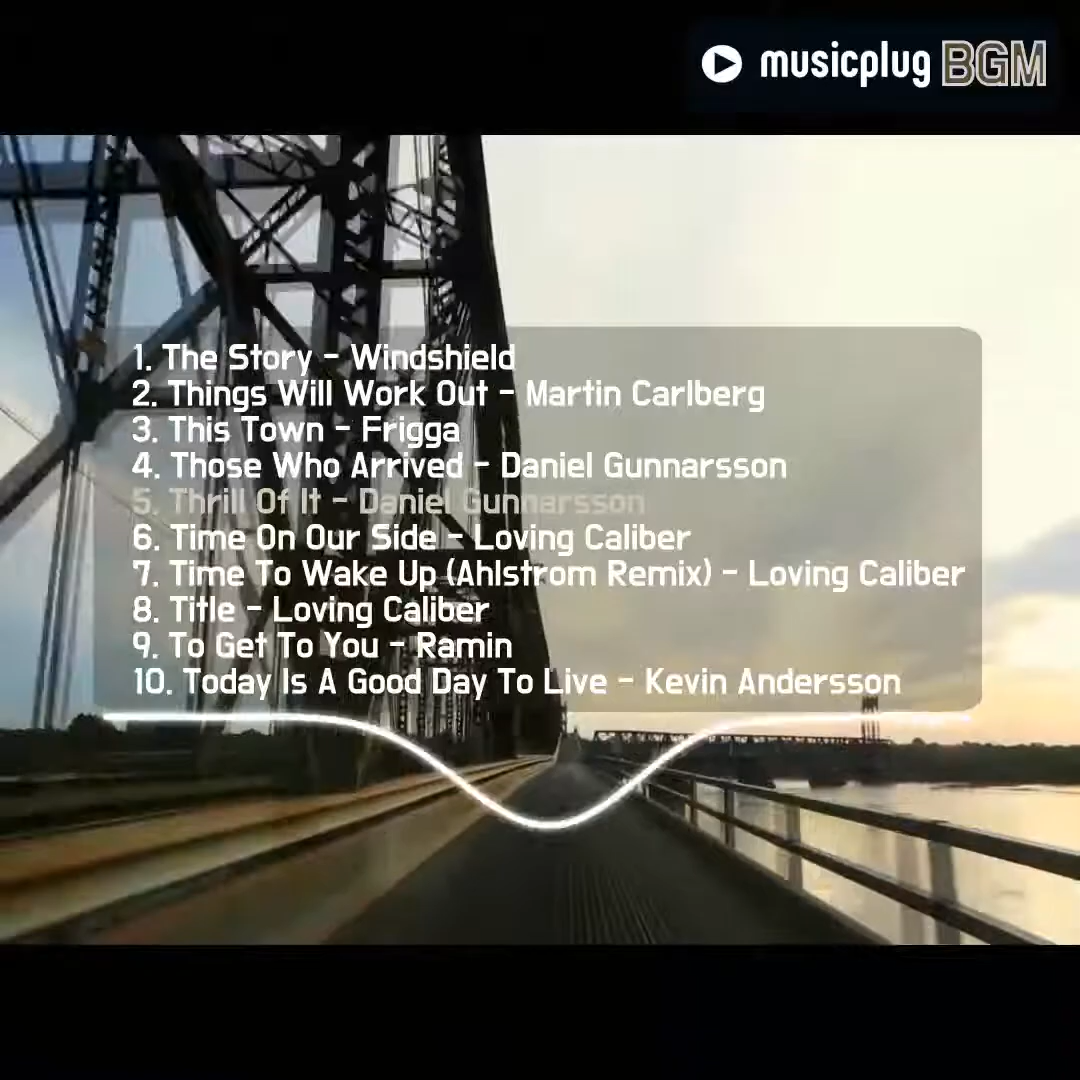 musicplug BGM
1. The Story - Windshield
2. Things Will Work Out - Martin Carlberg
3. This Town - Frigga
4. Those Who Arrived - Daniel Gunnarsson
5. Thrill Of It - Daniel Gunnarsson
6. Time On Our Side - Loving Caliber
7. Time To Wake Up (Ahlstrom Remix) - Loving Caliber
8. Title - Loving Caliber
9. To Get To You - Ramin
10. Today Is A Good Day To Live - Kevin Andersson